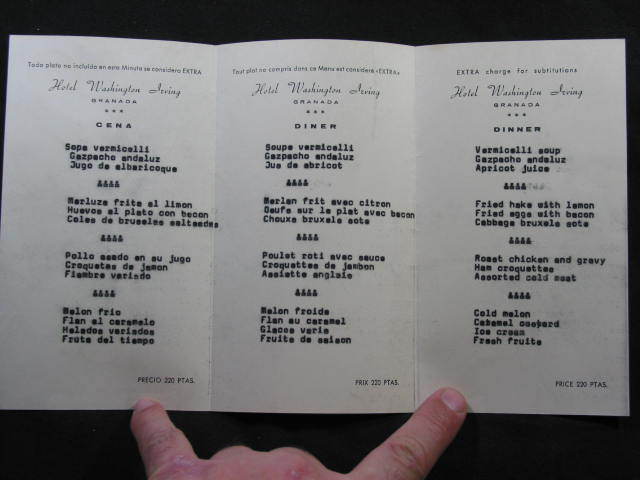 Todo plato no incluido en este Minuta se considera EXTRA
Hotel Washington Irving
GRANADA
***
CENA
Sopa vermicelli
Gazpacho andaluz
Jugo de albaricoque
&&&&
Merluza frita al limon
Huevos al plato con bacon
Coles de bruselas salteadas
&&&&
Pollo asado en su jugo
Croquetas de jamon
Fiambre variado
&&&&
Melon frio
Flan al caramelo
Helados variados
Fruta del tiempo
PRECIO 220 PTAS.
Tout plat no compris dans ce Menu est considéré «EXTRA»
Hotel Washington Irving
GRANADA
***
DINER
Soupe vermicelli
Gazpacho andaluz
Jus de abricot
&&&&
Merlan frit avec citron
Oeufs sur le plat avec bacon
Chouxs bruxels sots
&&&&
Poulet roti avec sauce
Croquettes de jambon
Assiette anglais
&&&&
Melon froide
Flan au caramel
Glaces varie
Fruits de saison
PRIX 220 PTAS.
EXTRA charge for subtitutions
Hotel Washington Irving
GRANADA
***
DINNER
Vermicelli soup
Gazpacho andaluz
Apricot juice
&&&&
Fried hake with lemon
Fried eggs with bacon
Cabbage bruxels sots
&&&&
Roast chicken and gravy
Ham croquettes
Assorted cold meat
&&&&
Cold melon
Caramel custard
Ice cream
Fresh fruits
PRICE 220 PTAS.